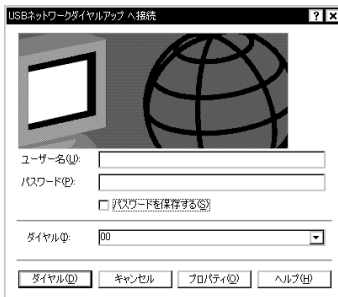 USBネットワークダイヤルアップ へ接続
ユーザー名(U):
パスワード(P):
パスワードを保存する(S)
ダイヤル(I):
00
ダイヤル(D)
キャンセル
プロパティ(O)
ヘルプ(H)